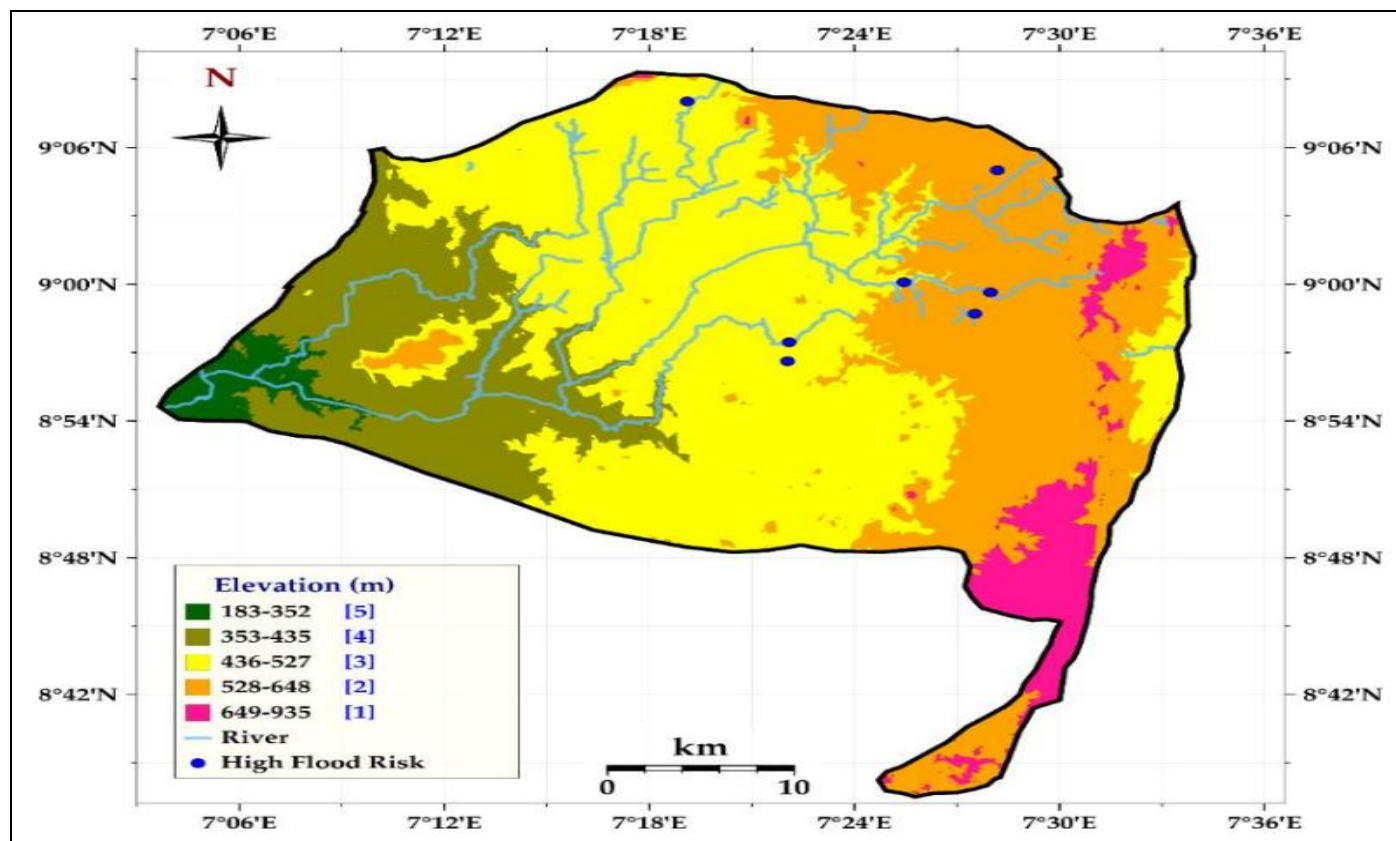 7°06'E 7°12'E 7°18'E 7°24'E 7°30'E 7°36'E
N
9°06'N 9°06'N
9°00'N 9°00'N
8°54'N 8°54'N
8°48'N 8°48'N
Elevation (m)
183-352 [5]
353-435 [4]
436-527 [3]
528-648 [2]
649-935 [1]
River
High Flood Risk
8°42'N 8°42'N
km
0 10
7°06'E 7°12'E 7°18'E 7°24'E 7°30'E 7°36'E